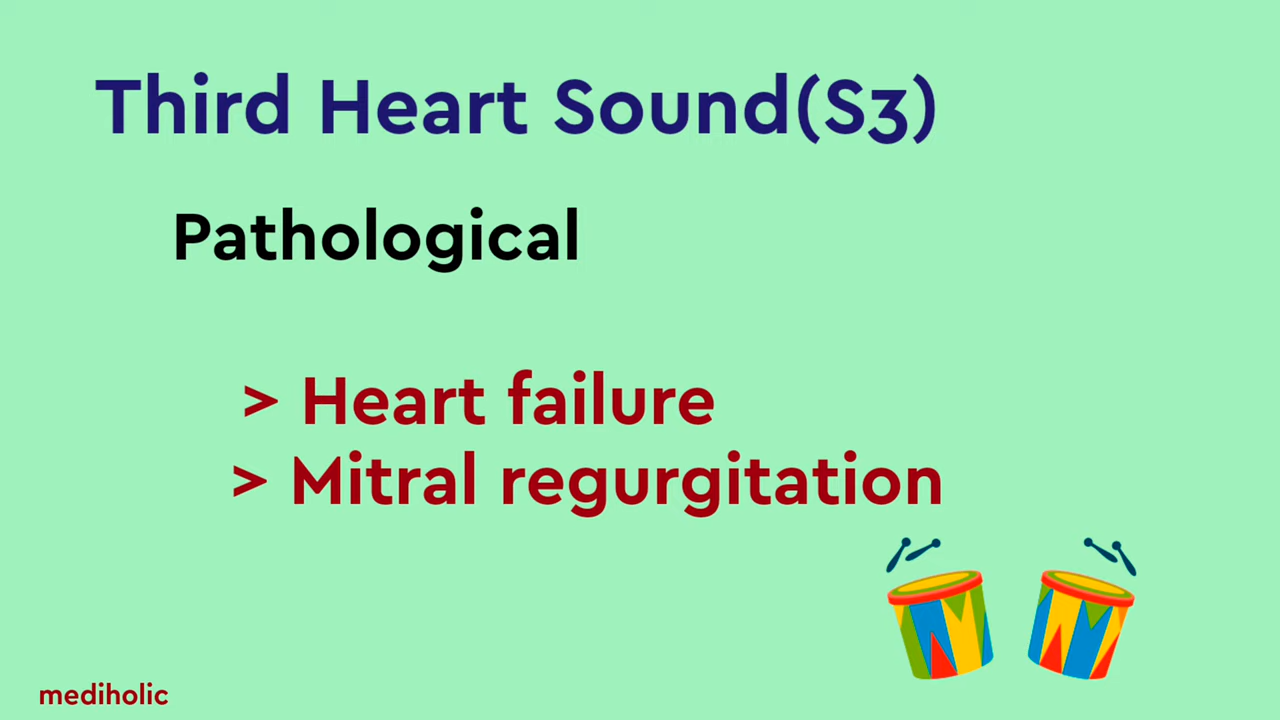 Third Heart Sound(S3)
Pathological
> Heart failure
> Mitral regurgitation
mediholic